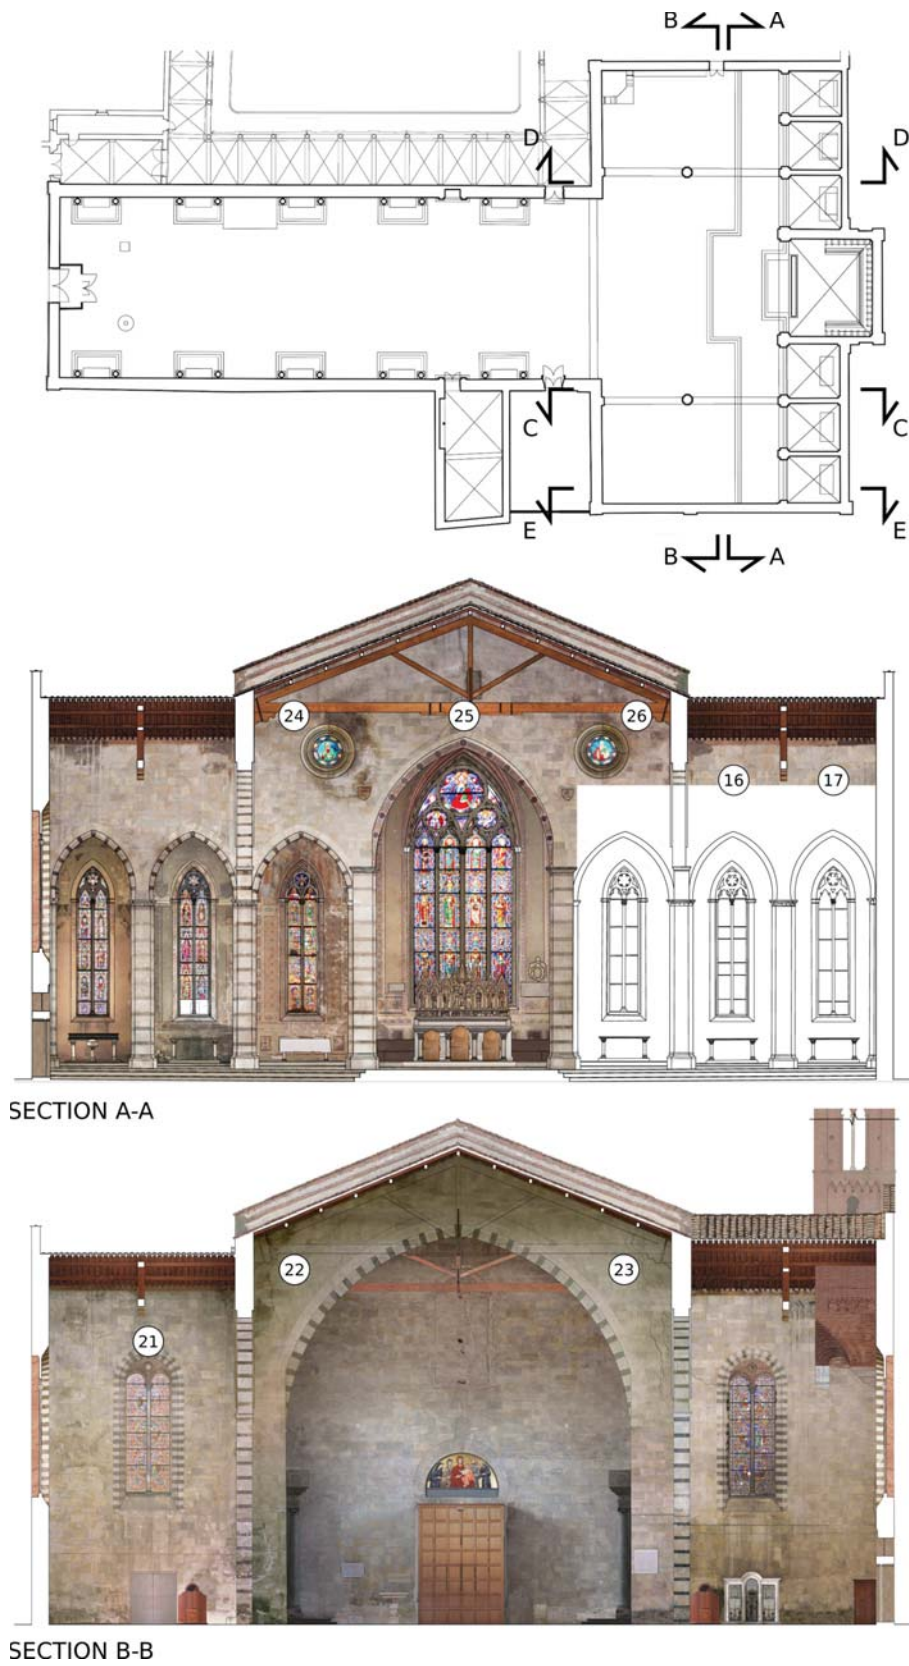 B A
D D
C C
E E
B A
24 25 26
16 17
SECTION A-A
22 23
21
SECTION B-B